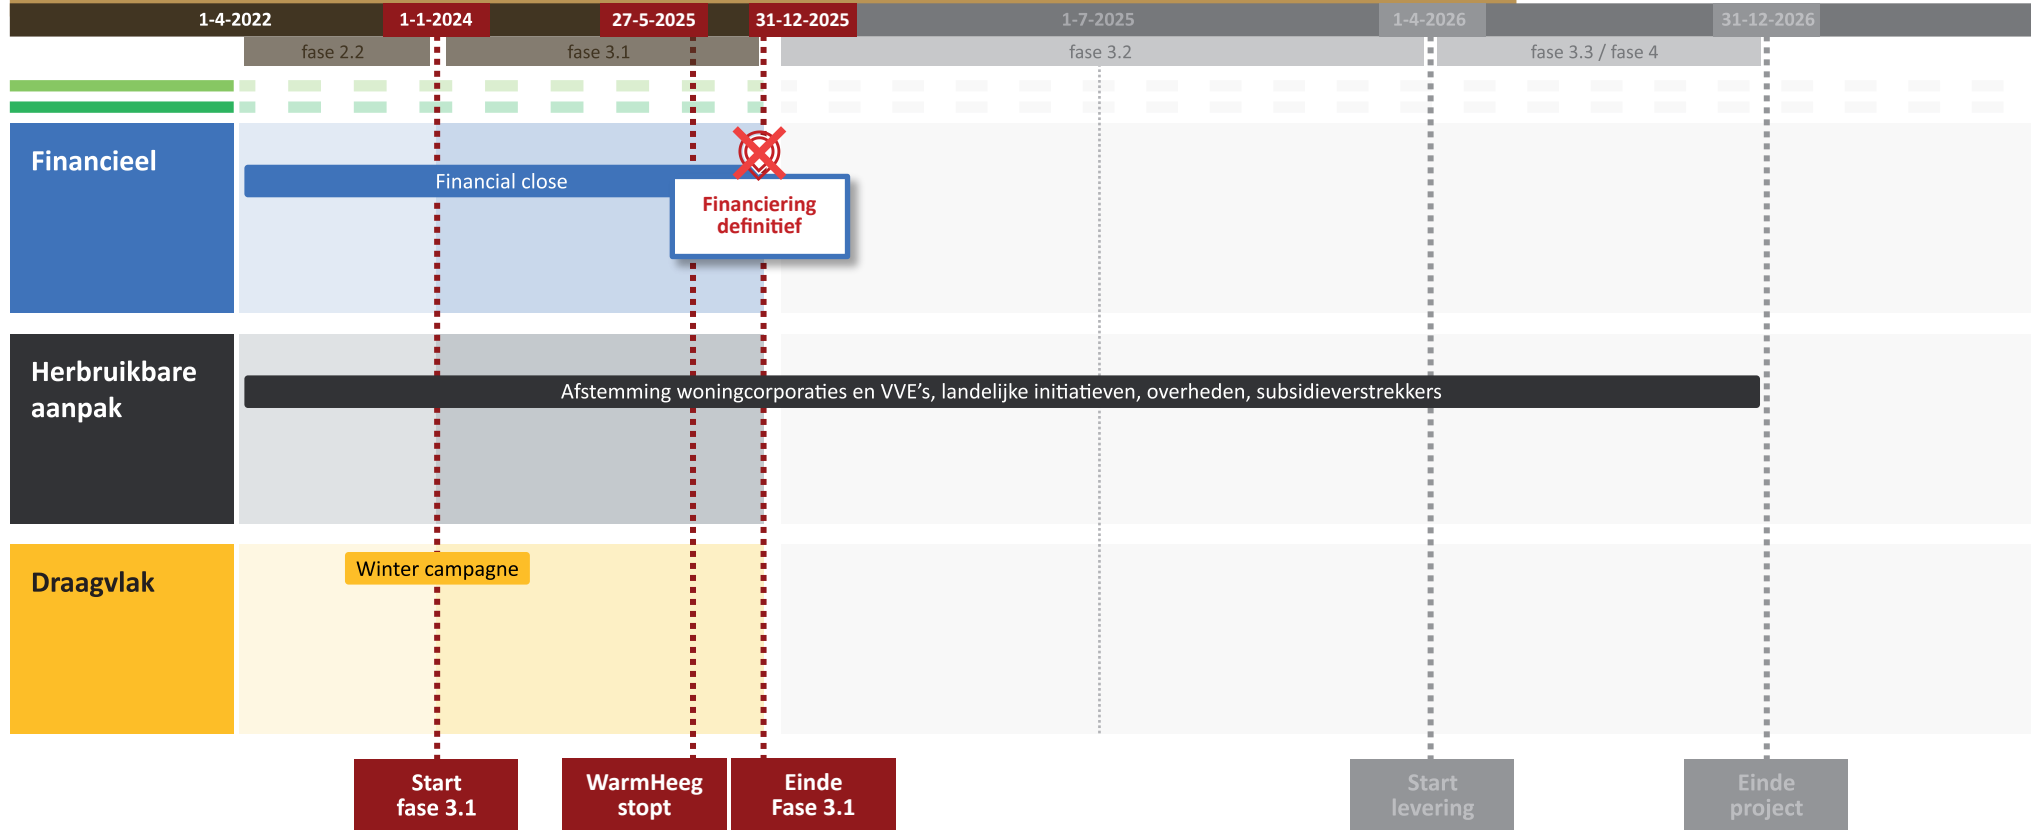 1-4-2022 1-1-2024 27-5-2025 31-12-2025 1-7-2025 1-4-2026 31-12-2026
fase 2.2 fase 3.1 fase 3.2 fase 3.3 / fase 4
Financieel
Financial close
Financiering
definitief
Herbruikbare
aanpak
Afstemming woningcorporaties en VVE's, landelijke initiatieven, overheden, subsidieverstrekkers
Draagvlak
Winter campagne
Start
fase 3.1
WarmHeeg
stopt
Einde
Fase 3.1
Start
levering
Einde
project